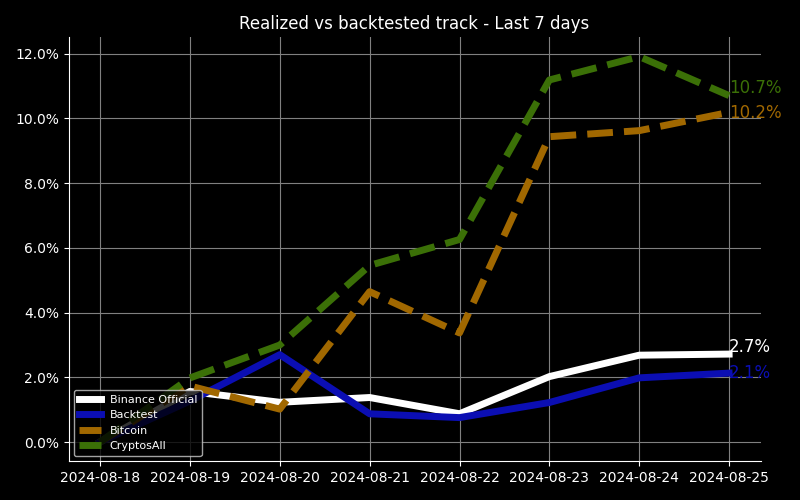 Realized vs backtested track - Last 7 days
12.0%
10.0%
8.0%
6.0%
4.0%
2.0%
0.0%
10.7%
10.2%
2.7%
2.1%
Binance Official
Backtest
Bitcoin
CryptosAll
2024-08-18 2024-08-19 2024-08-20 2024-08-21 2024-08-22 2024-08-23 2024-08-24 2024-08-25